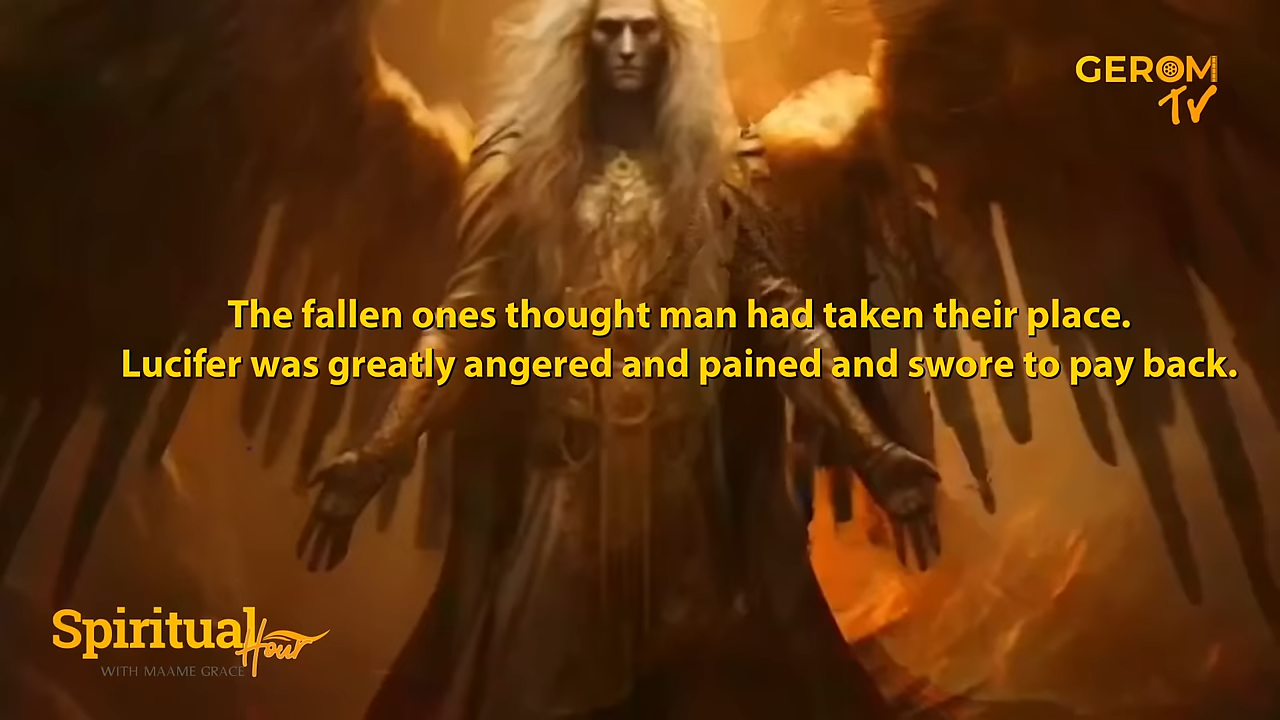 GEROM
TV
The fallen ones thought man had taken their place.
Lucifer was greatly angered and pained and swore to pay back.
Spiritual
Hour
WITH MAAME GRACE